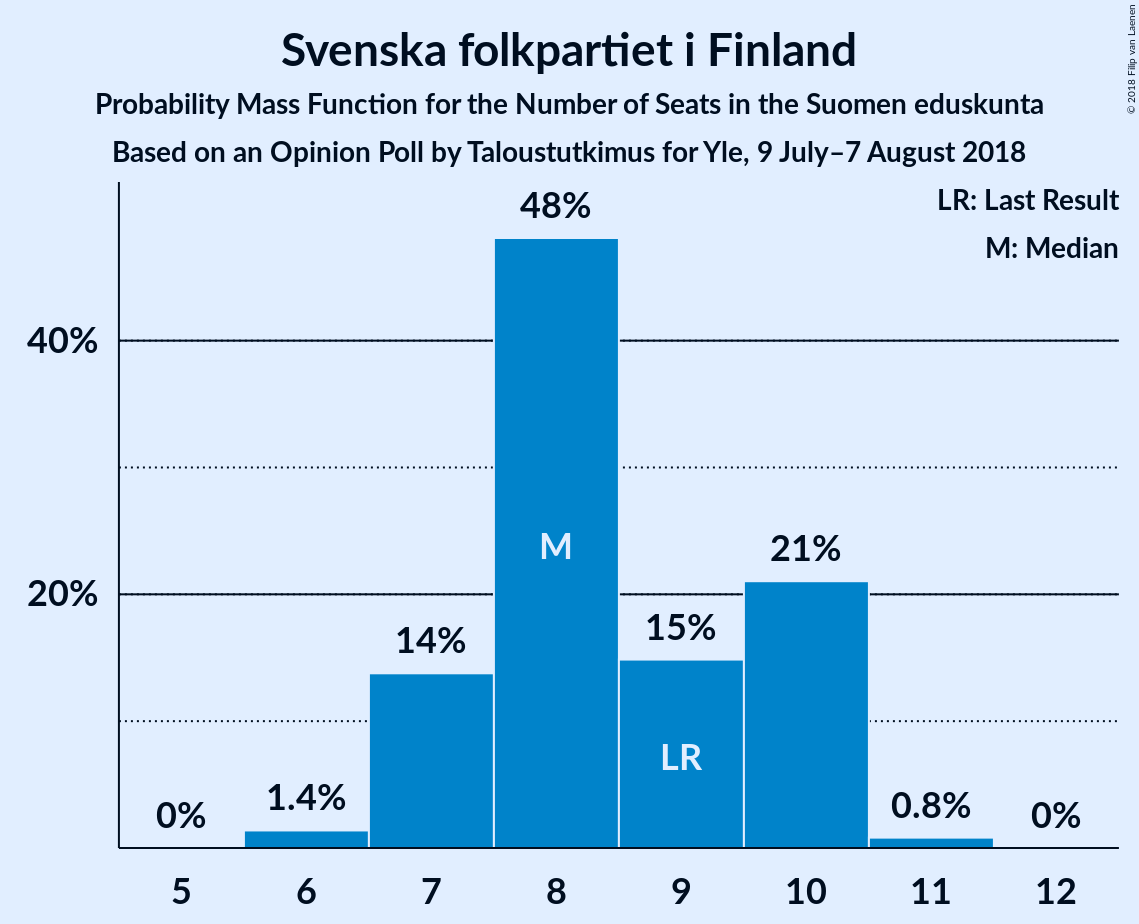 Svenska folkpartiet i Finland
Probability Mass Function for the Number of Seats in the Suomen eduskunta
Based on an Opinion Poll by Taloustutkimus for Yle, 9 July–7 August 2018
© 2018 Filip van Laenen
LR: Last Result
M: Median
48%
40%
M
21%
20%
15%
14%
LR
1.4%
0.8%
0%
0%
5 6 7 8 9 10 11 12